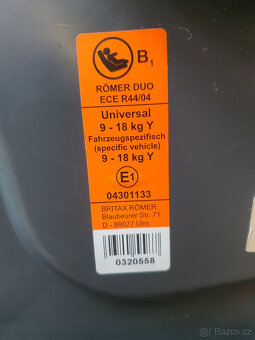 B1
RÖMER DUO
ECE R44/04
Universal
9 - 18 kg Y
Fahrzeugspezifisch
(specific vehicle)
9 - 18 kg Y
E1
04301133
BRITAX RÖMER
Blaubeurer Str. 71
D - 89077 Ulm
0320558
Sbazoš.cz